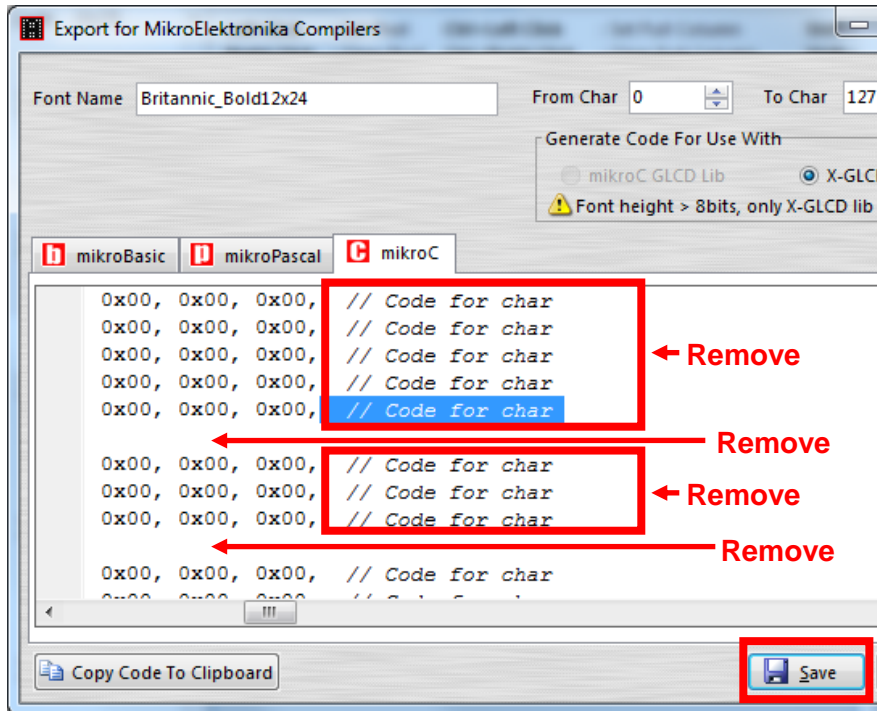 Export for MikroElektronika Compilers
Font Name Britannic_Bold12x24 From Char 0 To Char 127
Generate Code For Use With
mikroC GLCD Lib X-GLC
Font height > 8bits, only X-GLCD lib
mikroBasic mikroPascal mikroC
0x00, 0x00, 0x00, // Code for char
0x00, 0x00, 0x00, // Code for char
0x00, 0x00, 0x00, // Code for char Remove
0x00, 0x00, 0x00, // Code for char
0x00, 0x00, 0x00, // Code for char
Remove
0x00, 0x00, 0x00, // Code for char
0x00, 0x00, 0x00, // Code for char Remove
0x00, 0x00, 0x00, // Code for char
Remove
0x00, 0x00, 0x00, // Code for char
Copy Code To Clipboard Save